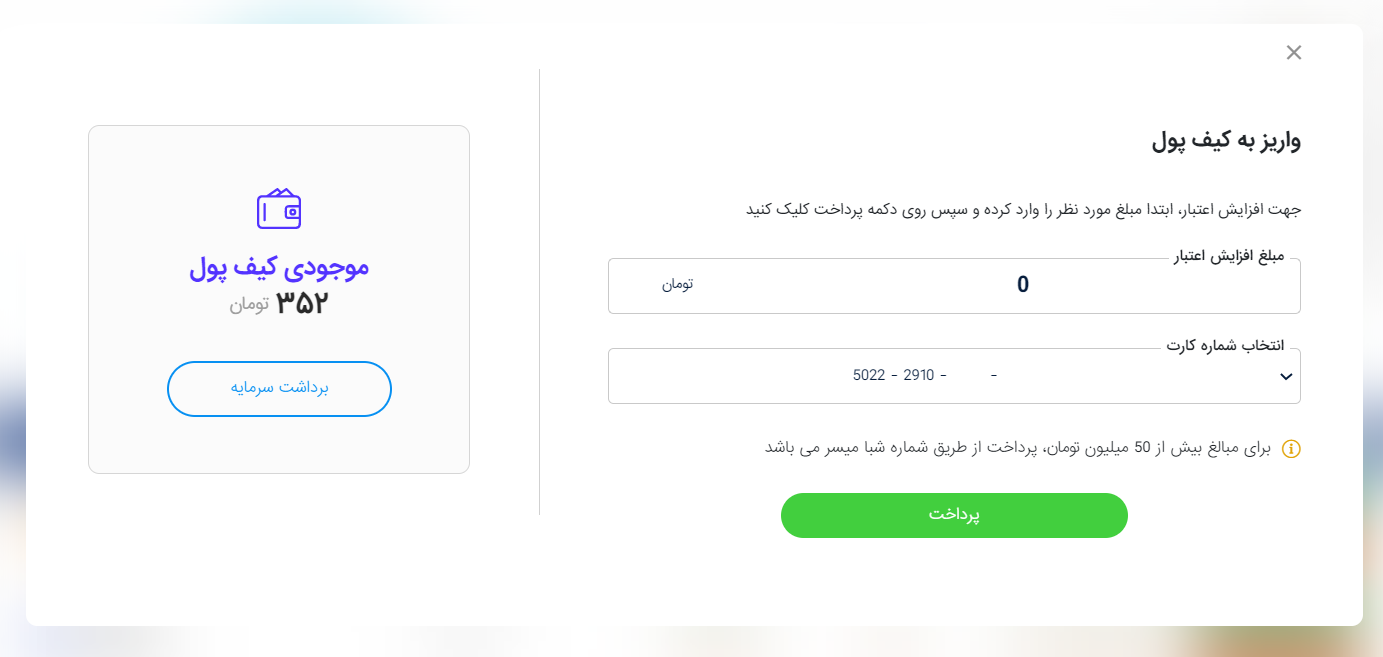 واریز به کیف پول
جهت افزایش اعتبار، ابتدا مبلغ مورد نظر را وارد کرده و سپس روی دکمه پرداخت کلیک کنید
مبلغ افزایش اعتبار
0 تومان
انتخاب شماره کارت
5022 - 2910 - -
برای مبالغ بیش از 50 میلیون تومان، پرداخت از طریق شماره شبا میسر می باشد
پرداخت
موجودی کیف پول
۳۵۲ تومان
برداشت سرمایه